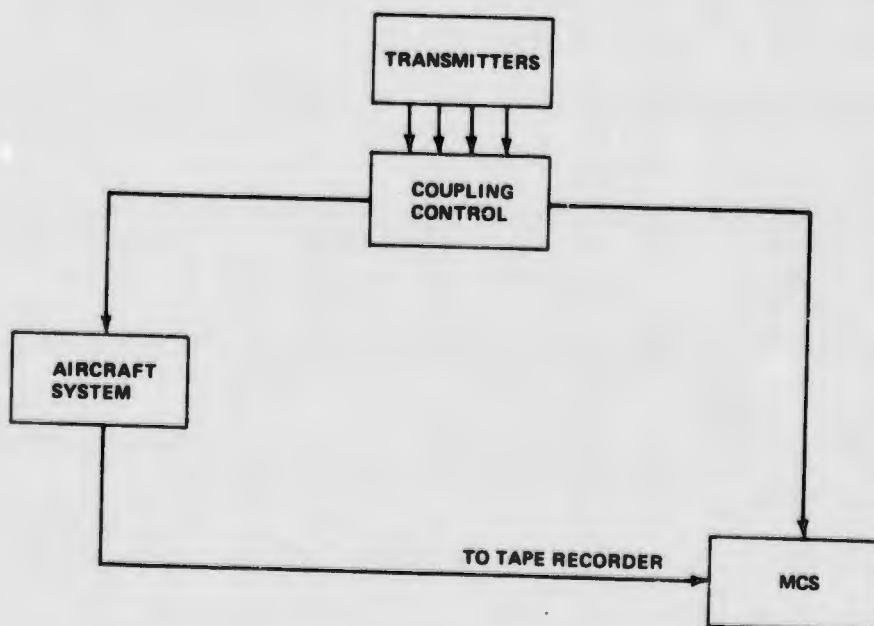 TRANSMITTERS
COUPLING
CONTROL
AIRCRAFT
SYSTEM
TO TAPE RECORDER
MCS